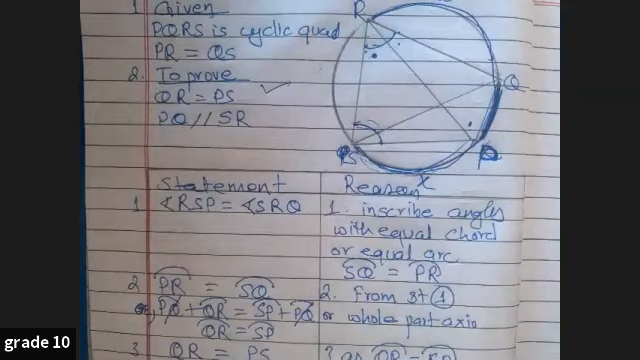 1 Given
PQRS is cyclic quad
PR = QS
2. To prove
QR = PS
PQ // SR
R
Q
S
P
Statement
Reason
1 ∢RSP = ∢SRQ
1. inscribe angles
with equal chord
or equal arc
SQ = PR
2 PR = SQ
2. from st ①
or, PQ + QR = SP + PQ
or whole part axiom
QR = SP
3 QR = PS
grade 10